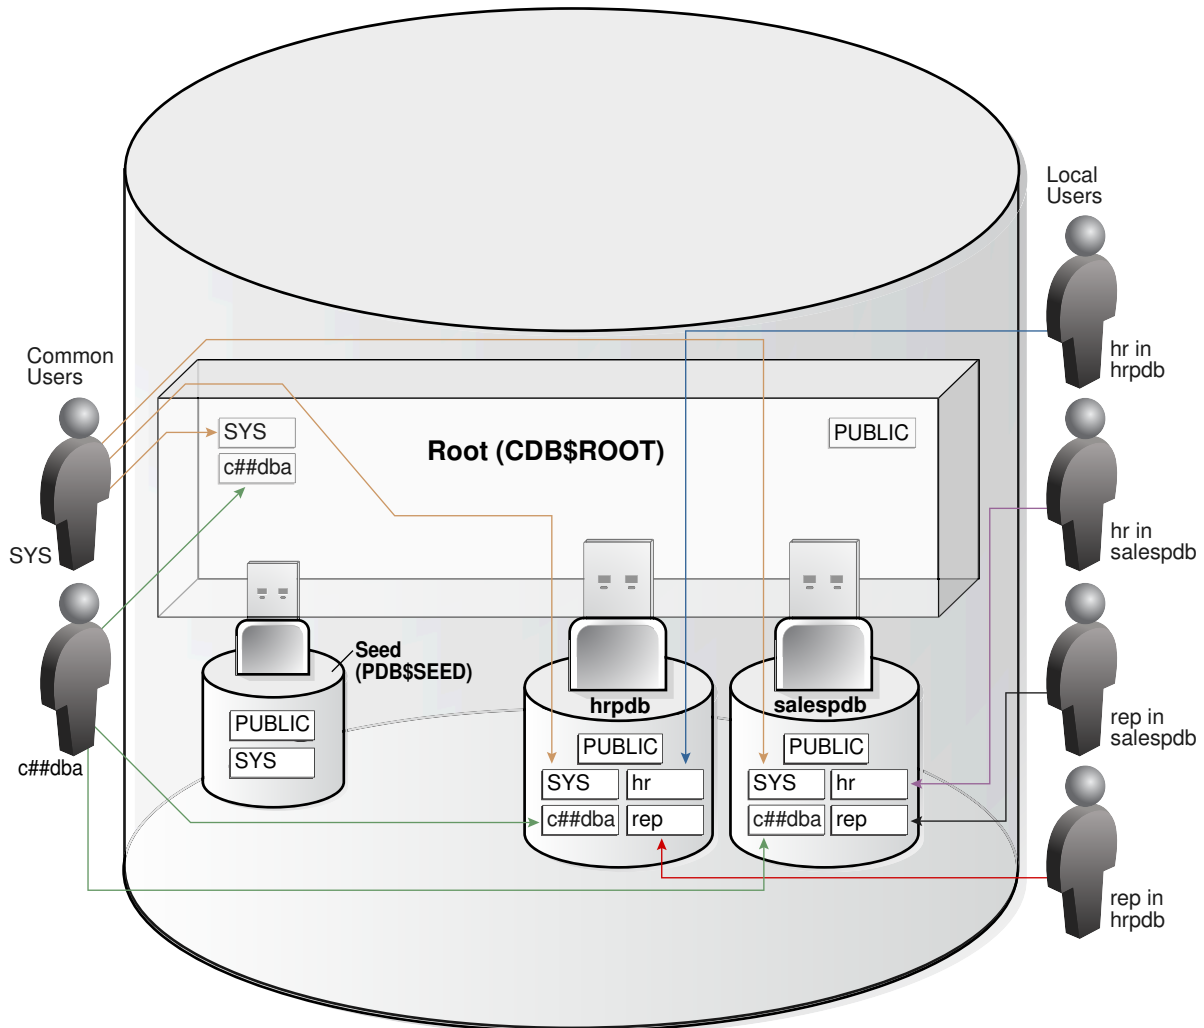 Local
Users
hr in
hrpdb
Common
Users
SYS
c##dba
Root (CDB$ROOT)
PUBLIC
SYS
hr in
salespdb
Seed
(PDB$SEED)
PUBLIC
SYS
hrpdb
PUBLIC
SYS
hr
c##dba
rep
salespdb
PUBLIC
SYS
hr
c##dba
rep
c##dba
rep in
salespdb
rep in
hrpdb